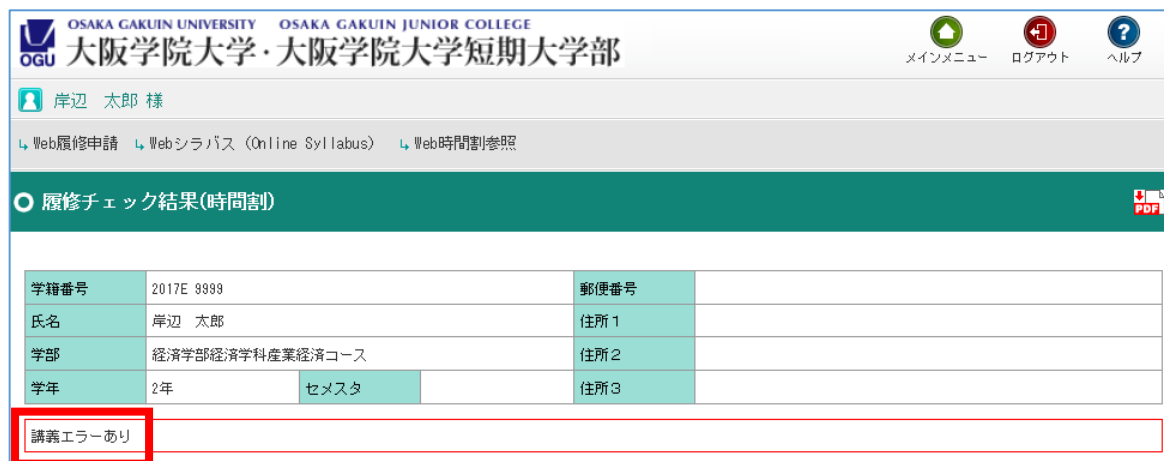 OSAKA GAKUIN UNIVERSITY OSAKA GAKUIN JUNIOR COLLEGE
OGU 大阪学院大学・大阪学院大学短期大学部
メインメニュー ログアウト ヘルプ
岸辺 太郎 様
Web履修申請 Webシラバス (Online Syllabus) Web時間割参照
履修チェック結果(時間割)
PDF
学籍番号 2017E 9999 郵便番号
氏名 岸辺 太郎 住所1
学部 経済学部経済学科産業経済コース 住所2
学年 2年 セメスタ 住所3
講義エラーあり